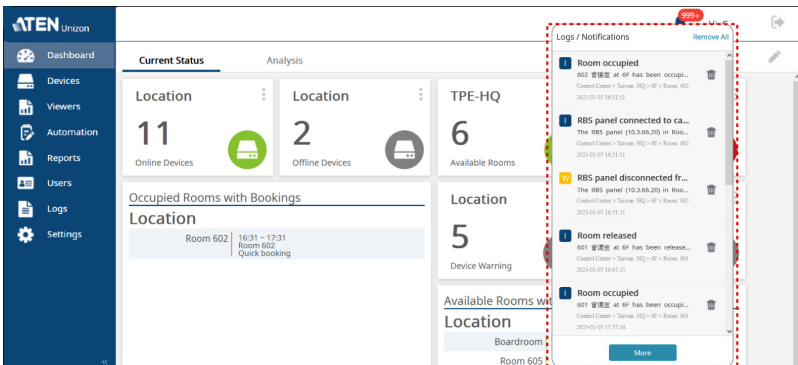 ATEN Unizon
999+
Dashboard
Devices
Viewers
Automation
Reports
Users
Logs
Settings
«
Current Status
Analysis
Location
11
Online Devices
Location
2
Offline Devices
TPE-HQ
6
Available Rooms
Occupied Rooms with Bookings
Location
Room 602
16:31 ~ 17:31
Room 602
Quick booking
Location
5
Device Warning
Available Rooms
Location
Boardroom
Room 605
Logs / Notifications
Remove All
I
Room occupied
602 會議室 at 6F has been occupi...
Control Center > Taiwan HQ > 6F > Room 602
2023-01-07 16:31:51
I
RBS panel connected to ca...
The RBS panel (10.3.66.20) in Roo...
Control Center > Taiwan HQ > 6F > Room 602
2023-01-07 16:31:31
W
RBS panel disconnected fr...
The RBS panel (10.3.66.20) in Roo...
Control Center > Taiwan HQ > 6F > Room 602
2023-01-07 16:31:31
I
Room released
601 會議室 at 6F has been release...
Control Center > Taiwan HQ > 6F > Room 601
2023-01-07 16:07:15
I
Room occupied
601 會議室 at 6F has been occupi...
Control Center > Taiwan HQ > 6F > Room 601
2023-01-07 15:57:36
More